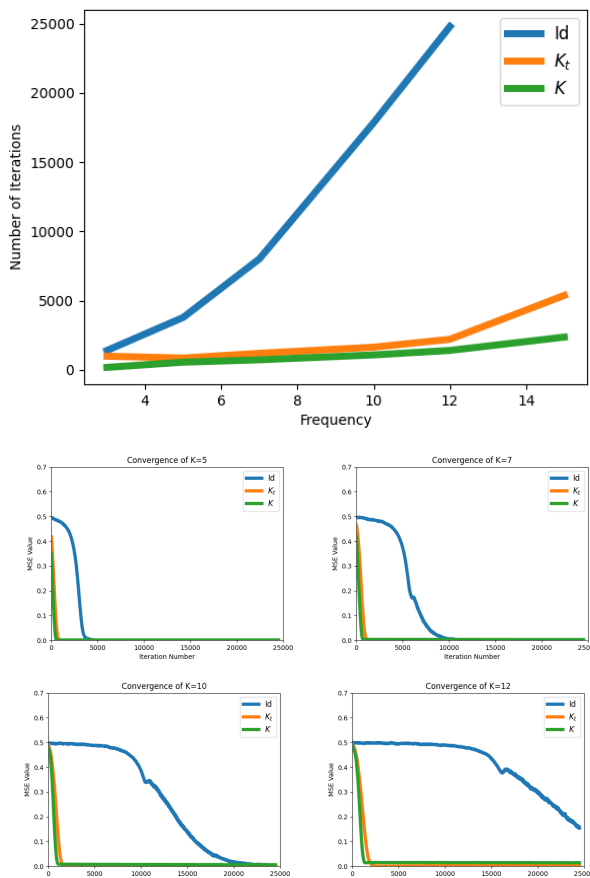 25000
20000
15000
10000
5000
0
Number of Iterations
4 6 8 10 12 14
Frequency
Id
K_t
K
Convergence of K=5
0.7
0.6
0.5
0.4
0.3
0.2
0.1
0.0
MSE Value
0 5000 10000 15000 20000 25000
Iteration Number
Id
K_t
K
Convergence of K=7
0.7
0.6
0.5
0.4
0.3
0.2
0.1
0.0
MSE Value
0 5000 10000 15000 20000 25000
Iteration Number
Id
K_t
K
Convergence of K=10
0.7
0.6
0.5
0.4
0.3
0.2
0.1
0.0
MSE Value
0 5000 10000 15000 20000 25000
Id
K_t
K
Convergence of K=12
0.7
0.6
0.5
0.4
0.3
0.2
0.1
0.0
MSE Value
0 5000 10000 15000 20000 2500
Id
K_t
K